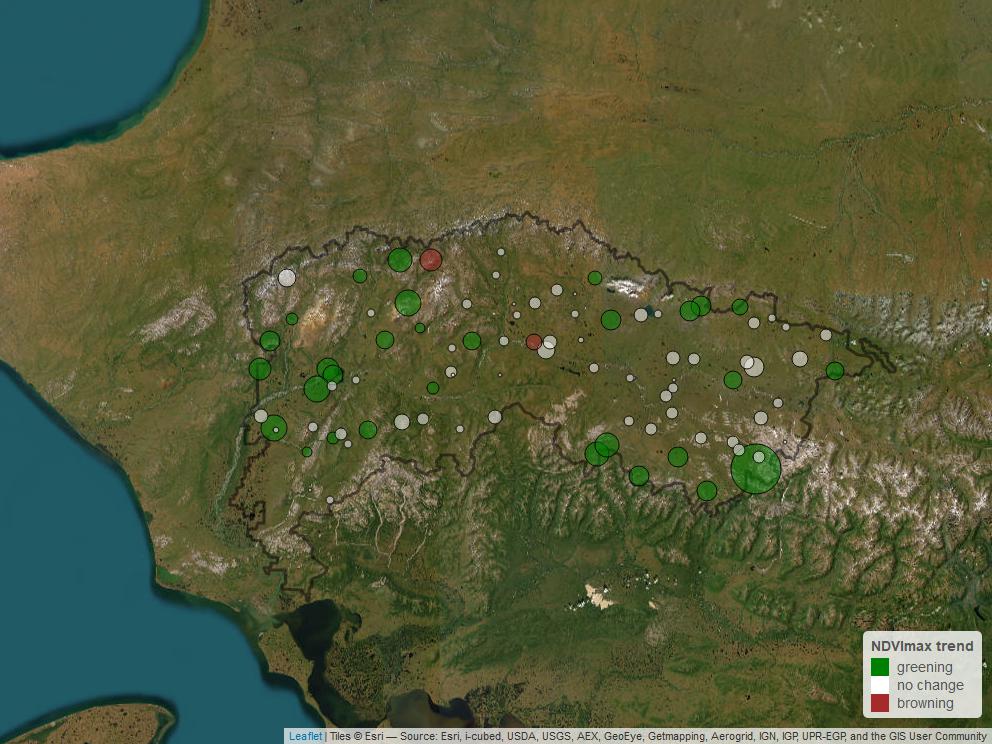 NDVImax trend
greening
no change
browning
Leaflet | Tiles © Esri — Source: Esri, i-cubed, USDA, USGS, AEX, GeoEye, Getmapping, Aerogrid, IGN, IGP, UPR-EGP, and the GIS User Community